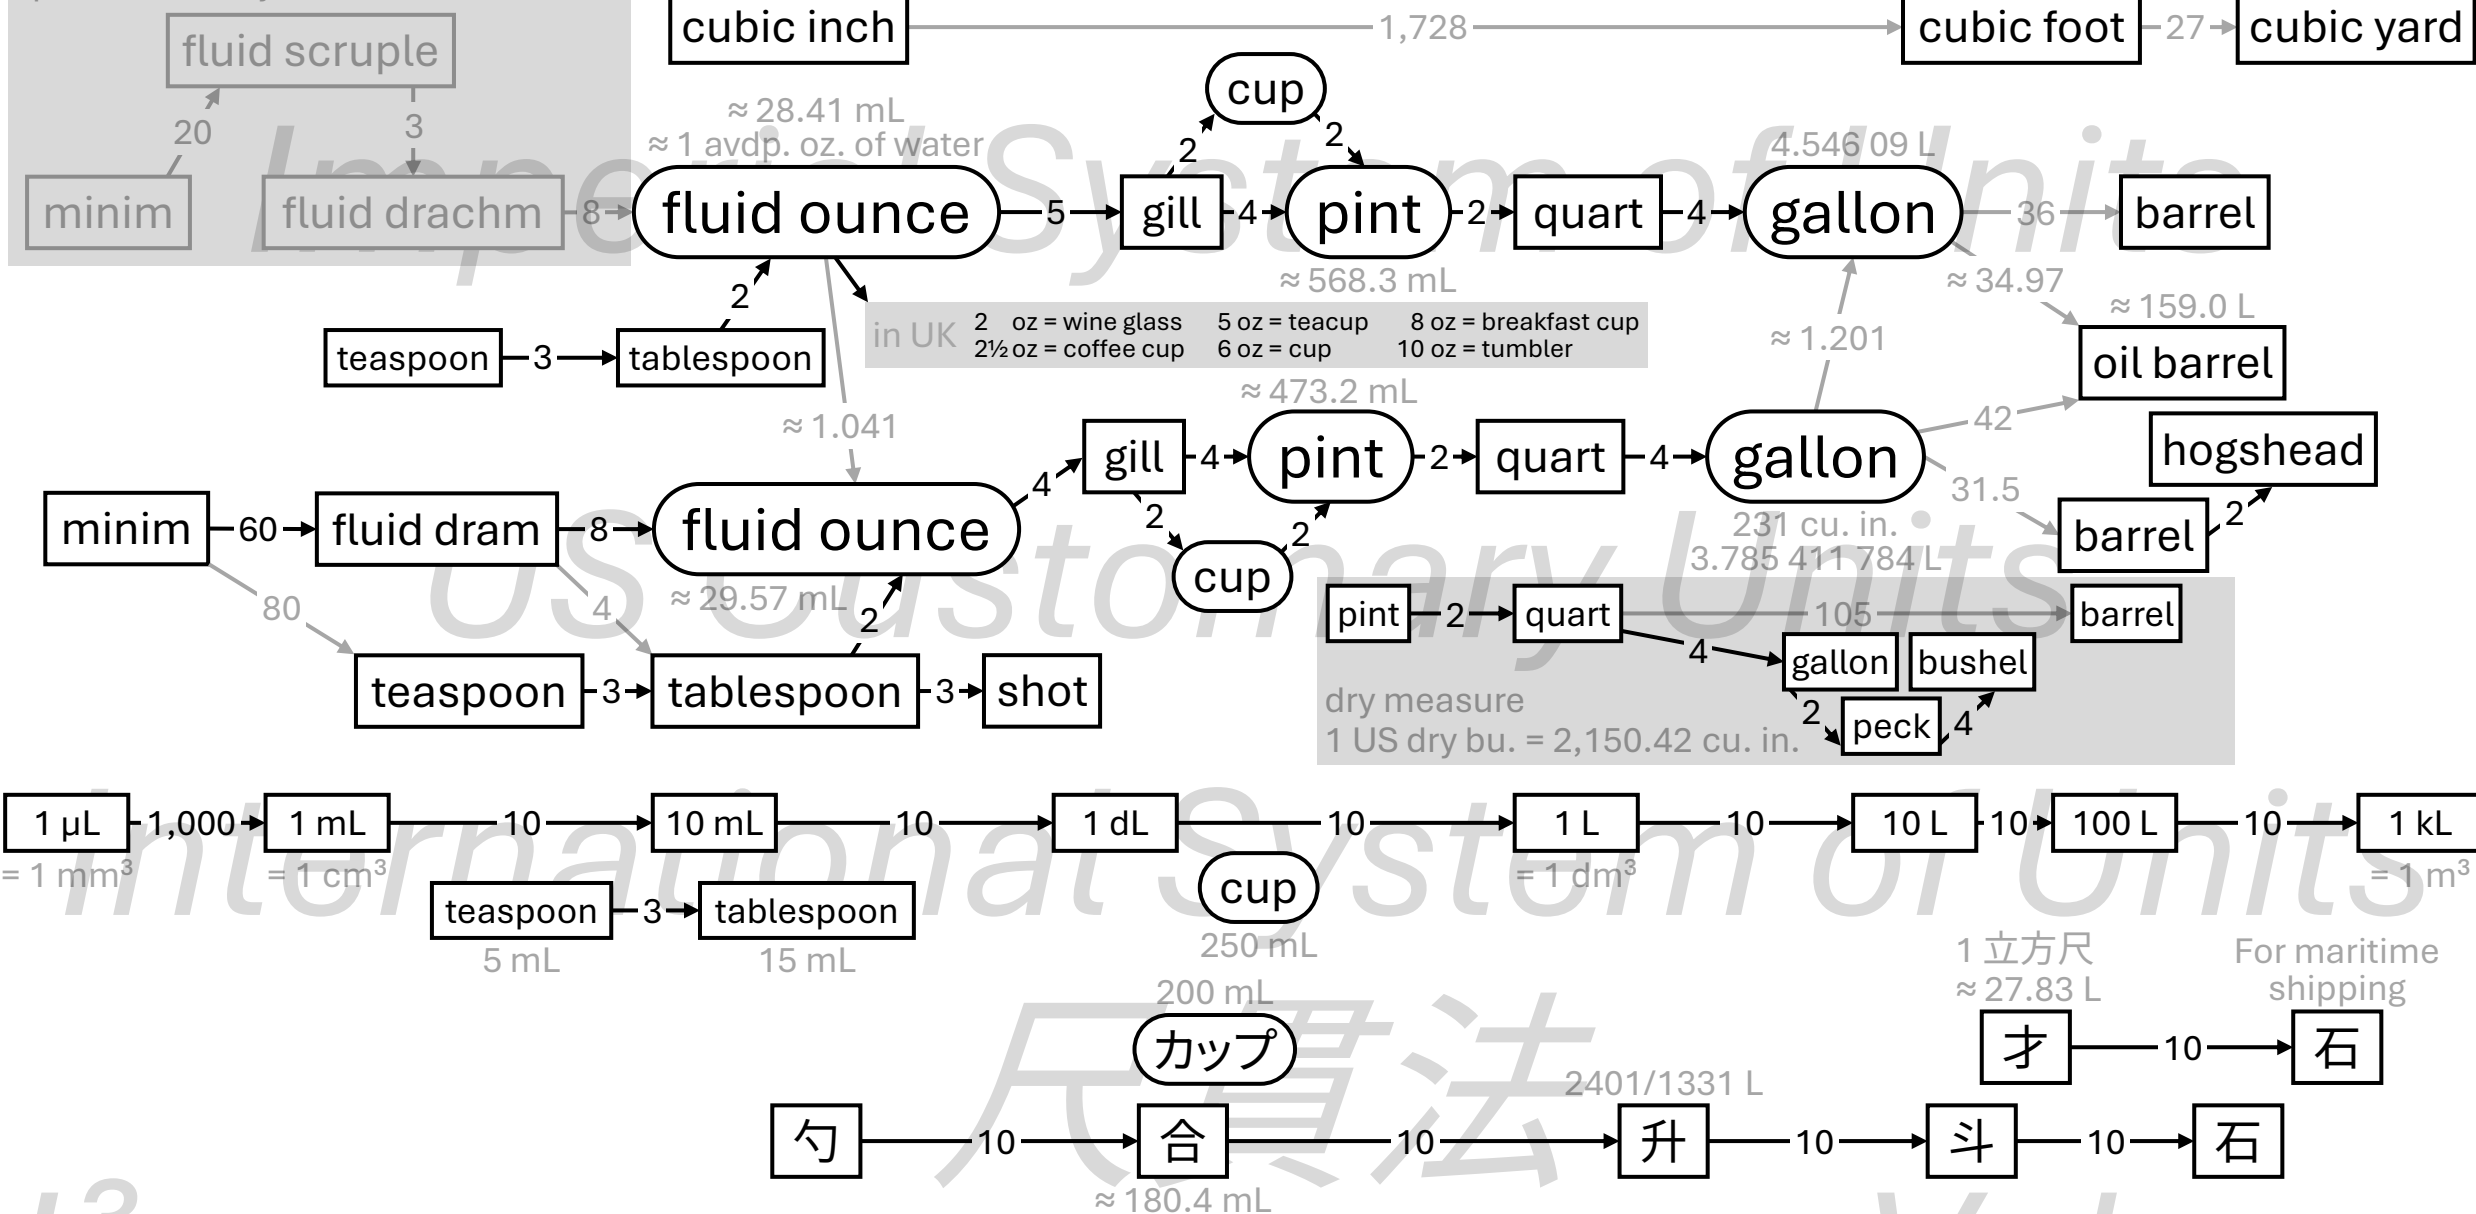 cubic inch 1,728 cubic foot 27 cubic yard
fluid scruple
20 3
minim fluid drachm 8
≈ 28.41 mL
≈ 1 avdp. oz. of water
fluid ounce 5 gill 4 pint 2 quart 4 gallon 36 barrel
2 cup 2
4.546 09 L
≈ 568.3 mL
≈ 34.97
≈ 159.0 L
oil barrel
Imperial System of Units
teaspoon 3 tablespoon 2
in UK
2 oz = wine glass 5 oz = teacup 8 oz = breakfast cup
2½ oz = coffee cup 6 oz = cup 10 oz = tumbler
≈ 1.041
≈ 1.201
42
≈ 473.2 mL
minim 60 fluid dram 8 fluid ounce 4 gill 4 pint 2 quart 4 gallon 31.5 barrel 2 hogshead
2 cup 2
231 cu. in.
3.785 411 784 L
≈ 29.57 mL
US Customary Units
80 4 2
teaspoon 3 tablespoon 3 shot
pint 2 quart 105 barrel
4 gallon 2 peck 4 bushel
dry measure
1 US dry bu. = 2,150.42 cu. in.
1 µL 1,000 1 mL 10 10 mL 10 1 dL 10 1 L 10 10 L 10 100 L 10 1 kL
= 1 mm³ = 1 cm³ = 1 dm³ = 1 m³
International System of Units
teaspoon 3 tablespoon cup
5 mL 15 mL 250 mL
200 mL
カップ
尺貫法
1 立方尺
≈ 27.83 L
For maritime
shipping
才 10 石
2401/1331 L
勺 10 合 10 升 10 斗 10 石
≈ 180.4 mL